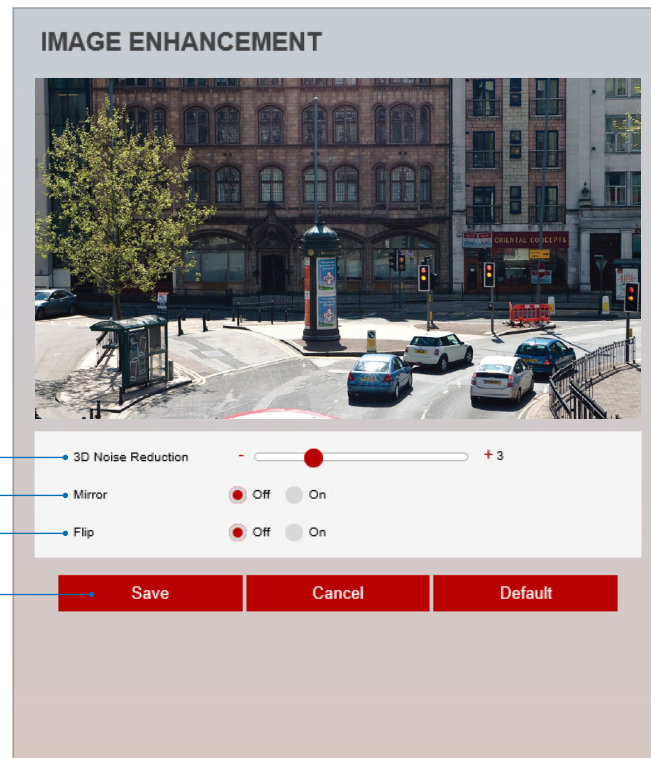 IMAGE ENHANCEMENT
ORIENTAL CONCEPTS
3D Noise Reduction - + 3
Mirror Off On
Flip Off On
Save Cancel Default